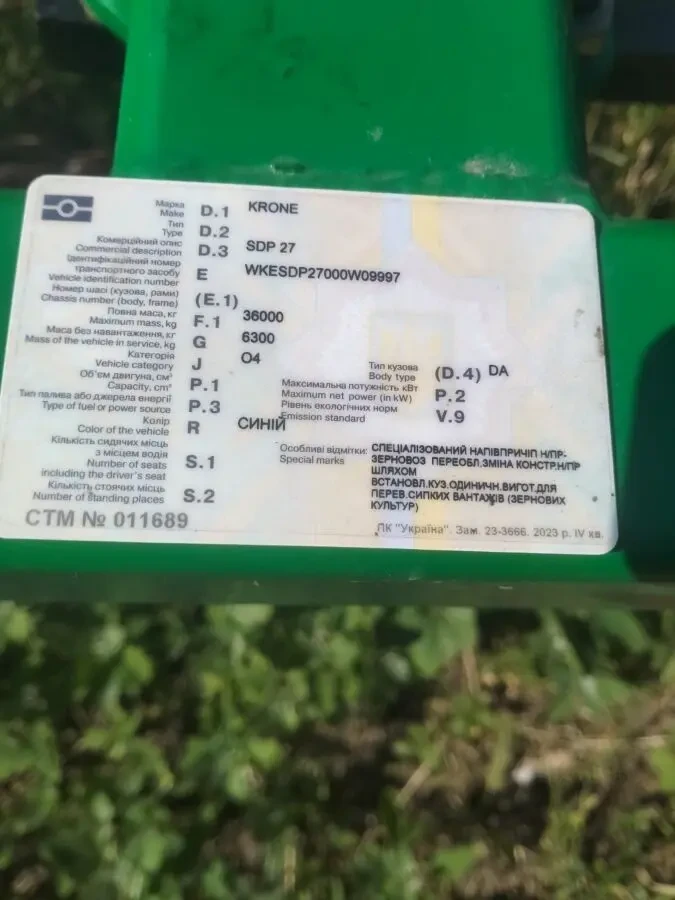 Марка
Make D.1 KRONE
Тип
Type D.2
Комерційний опис
Commercial description D.3 SDP 27
Ідентифікаційний номер
транспортного засобу
Vehicle identification number E WKESDP27000W09997
Номер шасі (кузова, рами)
Chassis number (body, frame) (E.1)
Повна маса, кг
Maximum mass, kg F.1 36000
Маса без навантаження, кг
Mass of the vehicle in service, kg G 6300
Категорія
Vehicle category J O4
Об'єм двигуна, см³
Capacity, cm³ P.1
Тип палива або джерела енергії
Type of fuel or power source P.3
Колір
Color of the vehicle R СИНІЙ
Кількість сидячих місць
з місцем водія
Number of seats
including the driver's seat S.1
Кількість стоячих місць
Number of standing places S.2
СТМ № 011689
Тип кузова
Body type (D.4) DA
Максимальна потужність кВт
Maximum net power (in kW) P.2
Рівень екологічних норм
Emission standard V.9
Особливі відмітки:
Special marks
СПЕЦІАЛІЗОВАНИЙ НАПІВПРИЧІП Н/ПР-
ЗЕРНОВОЗ ПЕРЕОБЛ.ЗМІНА КОНСТР.Н/ПР
ШЛЯХОМ
ВСТАНОВЛ.КУЗ.ОДИНИЧН.ВИГОТ.ДЛЯ
ПЕРЕВ.СИПКИХ ВАНТАЖІВ (ЗЕРНОВИХ
КУЛЬТУР)
ПК "Україна". Зам. 23-3666. 2023 р. IV кв.